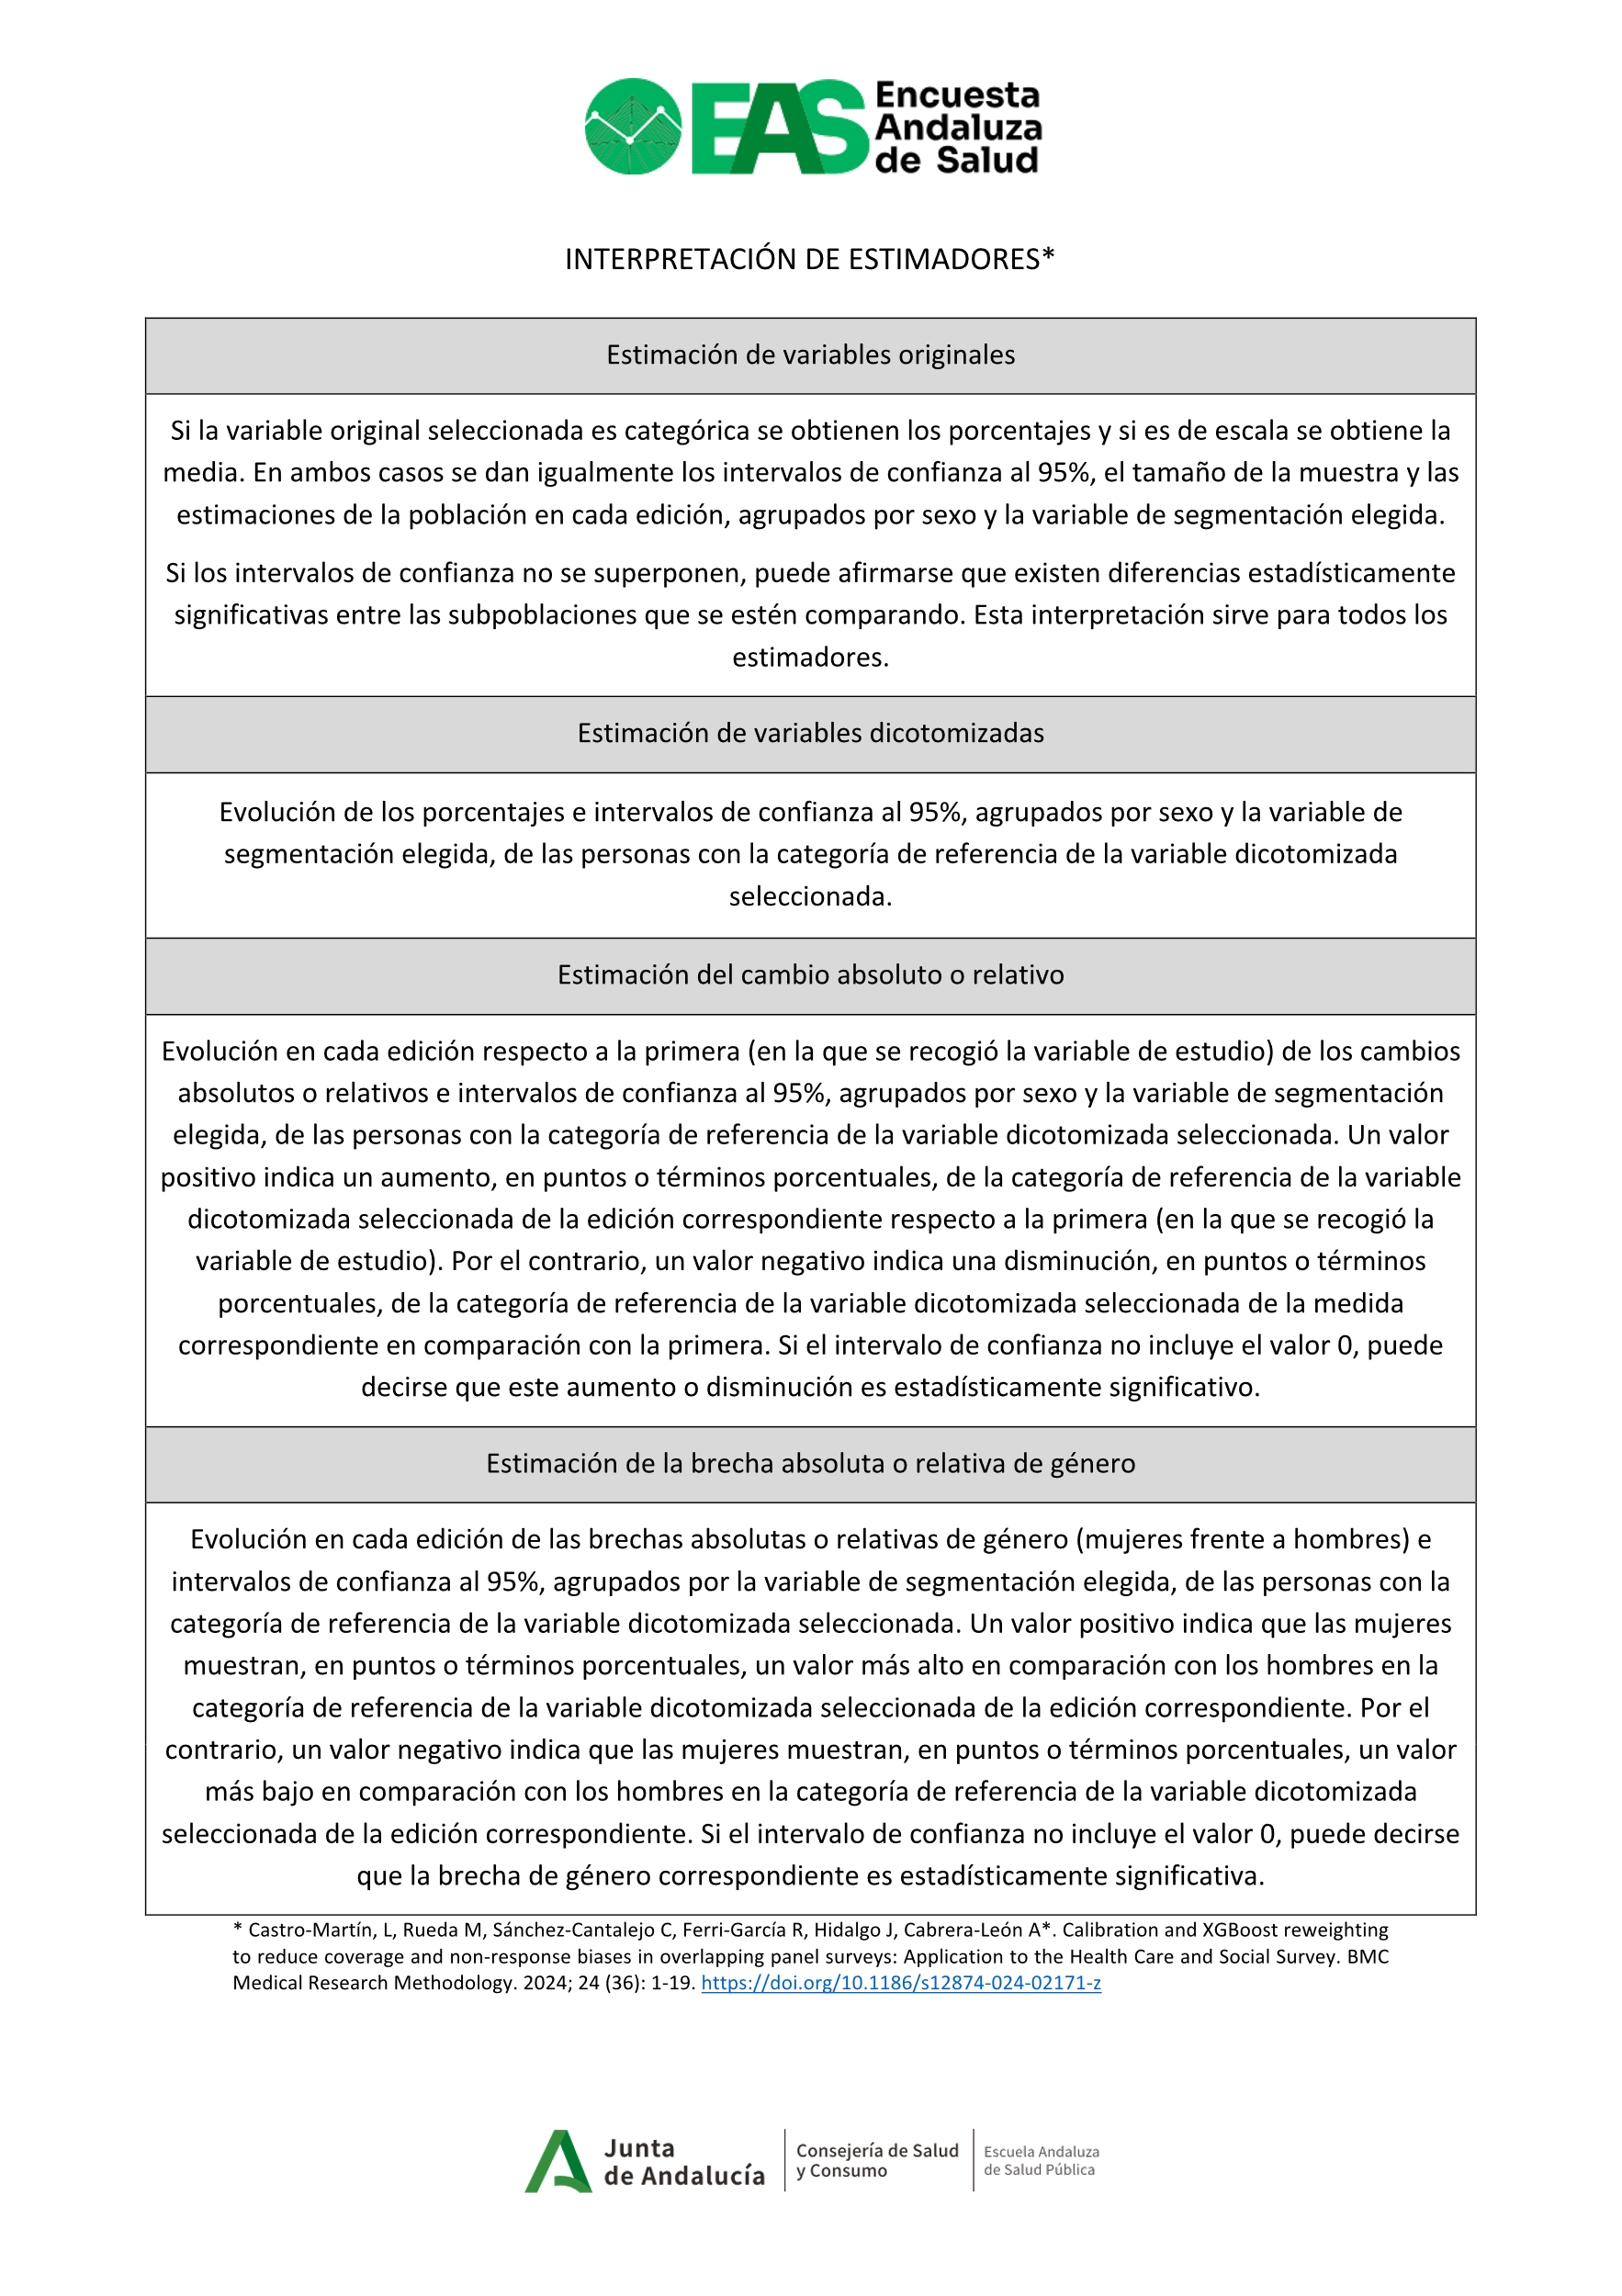 EAS Encuesta
Andaluza
de Salud
INTERPRETACIÓN DE ESTIMADORES*
Estimación de variables originales
Si la variable original seleccionada es categórica se obtienen los porcentajes y si es de escala se obtiene la
media. En ambos casos se dan igualmente los intervalos de confianza al 95%, el tamaño de la muestra y las
estimaciones de la población en cada edición, agrupados por sexo y la variable de segmentación elegida.
Si los intervalos de confianza no se superponen, puede afirmarse que existen diferencias estadísticamente
significativas entre las subpoblaciones que se estén comparando. Esta interpretación sirve para todos los
estimadores.
Estimación de variables dicotomizadas
Evolución de los porcentajes e intervalos de confianza al 95%, agrupados por sexo y la variable de
segmentación elegida, de las personas con la categoría de referencia de la variable dicotomizada
seleccionada.
Estimación del cambio absoluto o relativo
Evolución en cada edición respecto a la primera (en la que se recogió la variable de estudio) de los cambios
absolutos o relativos e intervalos de confianza al 95%, agrupados por sexo y la variable de segmentación
elegida, de las personas con la categoría de referencia de la variable dicotomizada seleccionada. Un valor
positivo indica un aumento, en puntos o términos porcentuales, de la categoría de referencia de la variable
dicotomizada seleccionada de la edición correspondiente respecto a la primera (en la que se recogió la
variable de estudio). Por el contrario, un valor negativo indica una disminución, en puntos o términos
porcentuales, de la categoría de referencia de la variable dicotomizada seleccionada de la medida
correspondiente en comparación con la primera. Si el intervalo de confianza no incluye el valor 0, puede
decirse que este aumento o disminución es estadísticamente significativo.
Estimación de la brecha absoluta o relativa de género
Evolución en cada edición de las brechas absolutas o relativas de género (mujeres frente a hombres) e
intervalos de confianza al 95%, agrupados por la variable de segmentación elegida, de las personas con la
categoría de referencia de la variable dicotomizada seleccionada. Un valor positivo indica que las mujeres
muestran, en puntos o términos porcentuales, un valor más alto en comparación con los hombres en la
categoría de referencia de la variable dicotomizada seleccionada de la edición correspondiente. Por el
contrario, un valor negativo indica que las mujeres muestran, en puntos o términos porcentuales, un valor
más bajo en comparación con los hombres en la categoría de referencia de la variable dicotomizada
seleccionada de la edición correspondiente. Si el intervalo de confianza no incluye el valor 0, puede decirse
que la brecha de género correspondiente es estadísticamente significativa.
* Castro-Martín, L, Rueda M, Sánchez-Cantalejo C, Ferri-García R, Hidalgo J, Cabrera-León A*. Calibration and XGBoost reweighting
to reduce coverage and non-response biases in overlapping panel surveys: Application to the Health Care and Social Survey. BMC
Medical Research Methodology. 2024; 24 (36): 1-19. https://doi.org/10.1186/s12874-024-02171-z
Junta
de Andalucía
Consejería de Salud
y Consumo
Escuela Andaluza
de Salud Pública